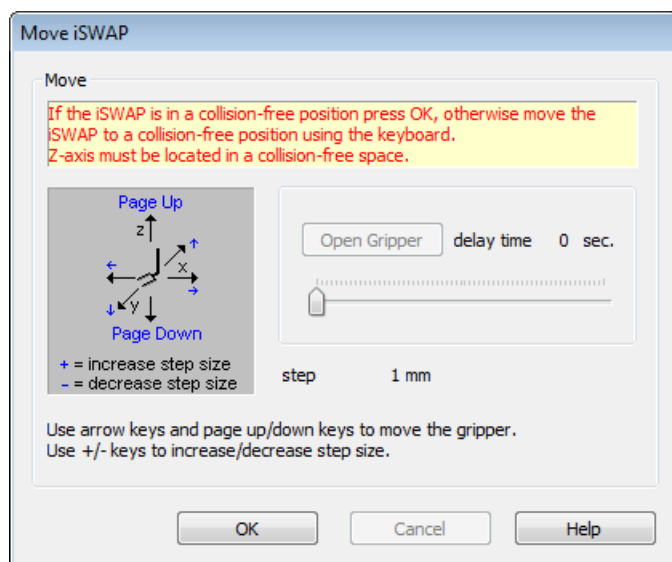 Move iSWAP
Move
If the iSWAP is in a collision-free position press OK, otherwise move the
iSWAP to a collision-free position using the keyboard.
Z-axis must be located in a collision-free space.
Page Up
z
x
y
Page Down
+ = increase step size
- = decrease step size
Open Gripper delay time 0 sec.
step 1 mm
Use arrow keys and page up/down keys to move the gripper.
Use +/- keys to increase/decrease step size.
OK Cancel Help